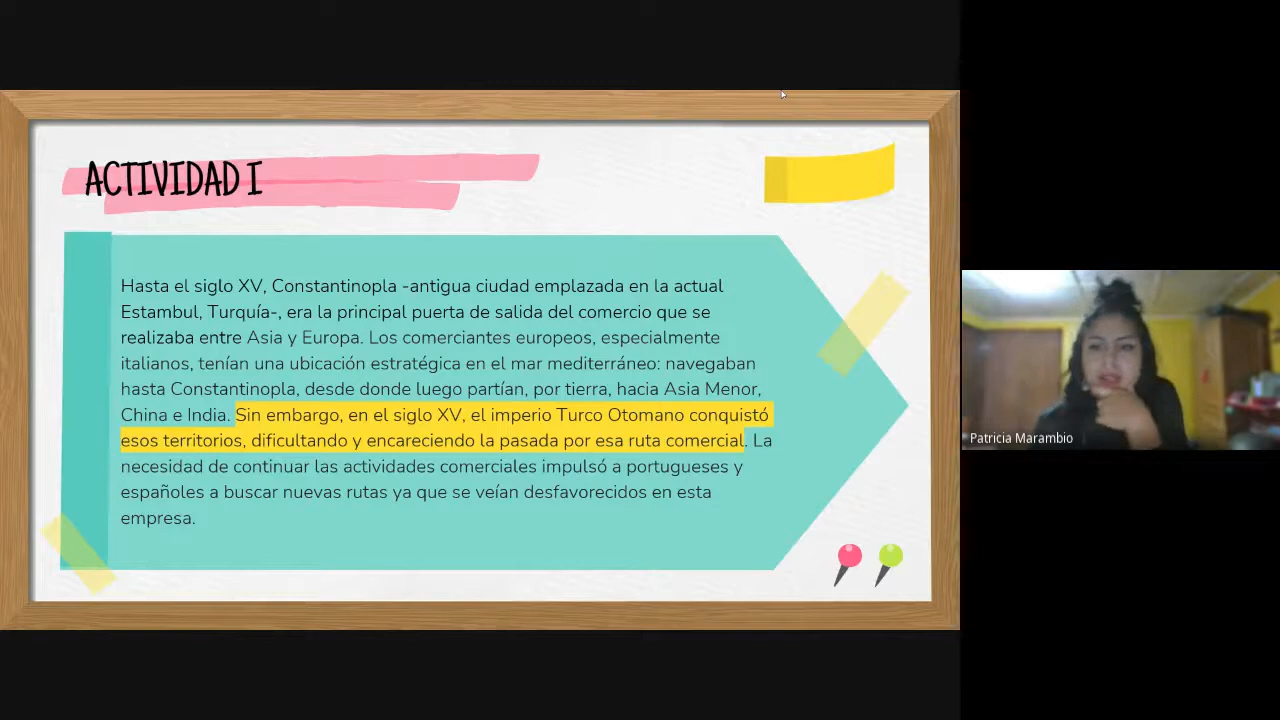 ACTIVIDAD I
Hasta el siglo XV, Constantinopla -antigua ciudad emplazada en la actual
Estambul, Turquía-, era la principal puerta de salida del comercio que se
realizaba entre Asia y Europa. Los comerciantes europeos, especialmente
italianos, tenían una ubicación estratégica en el mar mediterráneo: navegaban
hasta Constantinopla, desde donde luego partían, por tierra, hacia Asia Menor,
China e India. Sin embargo, en el siglo XV, el imperio Turco Otomano conquistó
esos territorios, dificultando y encareciendo la pasada por esa ruta comercial. La
necesidad de continuar las actividades comerciales impulsó a portugueses y
españoles a buscar nuevas rutas ya que se veían desfavorecidos en esta
empresa.
Patricia Marambio